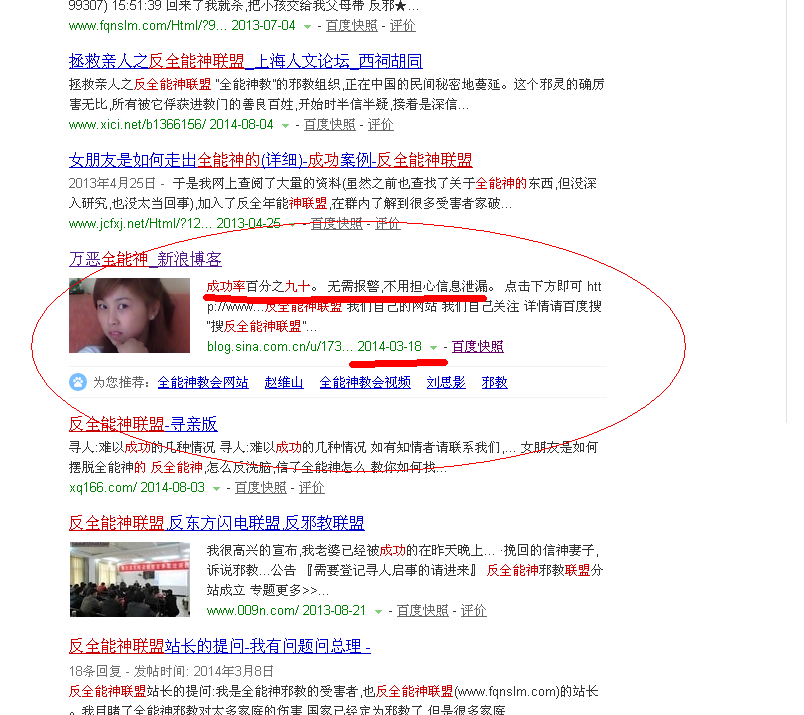 99307) 15:51:39 回来了我就杀,把小孩交给我父母带 反邪★...
www.fqnslm.com/Html/?9... 2013-07-04 - 百度快照 - 评价
拯救亲人之反全能神联盟_上海人文论坛_西祠胡同
拯救亲人之反全能神联盟 "全能神教"的邪教组织,正在中国的民间秘密地蔓延。这个邪灵的确厉
害无比,所有被它俘获进教门的善良百姓,开始时半信半疑,接着是深信...
www.xici.net/b1366156/ 2014-08-04 - 百度快照 - 评价
女朋友是如何走出全能神的(详细)-成功案例-反全能神联盟
2013年4月25日 - 于是我网上查阅了大量的资料(虽然之前也查找了关于全能神的东西,但没深
入研究,也没太当回事),加入了反全年能神联盟,在群内了解到很多受害者家破...
www.jcfxj.net/Html/?12... 2013-04-25 - 百度快照 - 评价
万恶全能神_新浪博客
成功率百分之九十。 无需报警,不用担心信息泄漏。 点击下方即可 htt
p://www...反全能神联盟 我们自己的网站 我们自己关注 详情请百度搜
"搜反全能神联盟"...
blog.sina.com.cn/u/173... 2014-03-18 - 百度快照
为您推荐: 全能神教会网站 赵维山 全能神教会视频 刘思影 邪教
反全能神联盟-寻亲版
寻人:难以成功的几种情况 寻人:难以成功的几种情况 如有知情者请联系我们,... 女朋友是如何
摆脱全能神的 反全能神,怎么反洗脑,信了全能神怎么 教你如何找...
xq166.com/ 2014-08-03 - 百度快照 - 评价
反全能神联盟,反东方闪电联盟,反邪教联盟
我很高兴的宣布,我老婆已经被成功的在昨天晚上... ·挽回的信神妻子,
诉说邪教...公告 『需要登记寻人启事的请进来』 反全能神邪教联盟分
站成立 专题更多>>...
www.009n.com/ 2013-08-21 - 百度快照 - 评价
反全能神联盟站长的提问-我有问题问总理 -
18条回复 - 发帖时间: 2014年3月8日
反全能神联盟站长的提问:我是全能神邪教的受害者,也反全能神联盟(www.fqnslm.com)的站长
。我目睹了全能神邪教对太多家庭的伤害 国家已经定为邪教了 但是很多家庭